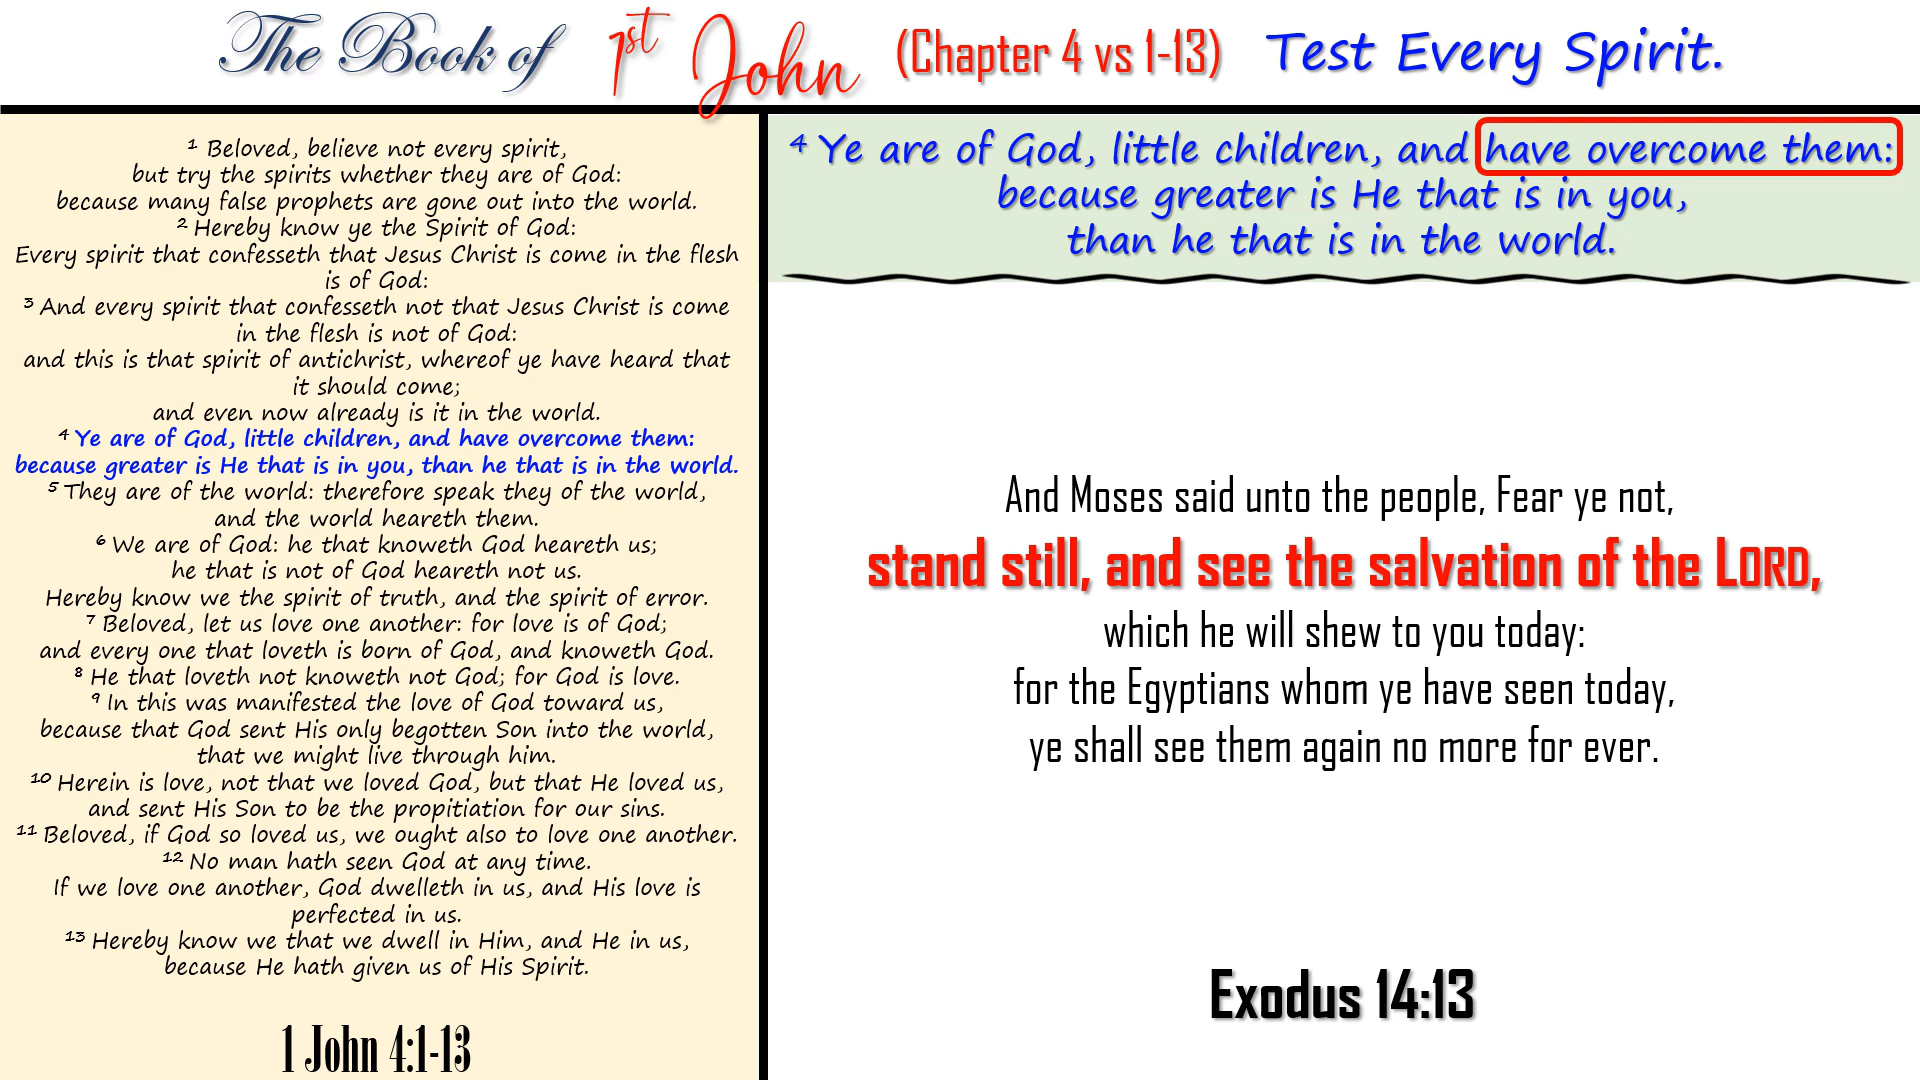 The Book of 1st John (Chapter 4 vs 1-13) Test Every Spirit.
1 Beloved, believe not every spirit,
but try the spirits whether they are of God:
because many false prophets are gone out into the world.
2 Hereby know ye the Spirit of God:
Every spirit that confesseth that Jesus Christ is come in the flesh
is of God:
3 And every spirit that confesseth not that Jesus Christ is come
in the flesh is not of God:
and this is that spirit of antichrist, whereof ye have heard that
it should come;
and even now already is it in the world.
4 Ye are of God, little children, and have overcome them:
because greater is He that is in you, than he that is in the world.
5 They are of the world: therefore speak they of the world,
and the world heareth them.
6 We are of God: he that knoweth God heareth us;
he that is not of God heareth not us.
Hereby know we the spirit of truth, and the spirit of error.
7 Beloved, let us love one another: for love is of God;
and every one that loveth is born of God, and knoweth God.
8 He that loveth not knoweth not God; for God is love.
9 In this was manifested the love of God toward us,
because that God sent His only begotten Son into the world,
that we might live through him.
10 Herein is love, not that we loved God, but that He loved us,
and sent His Son to be the propitiation for our sins.
11 Beloved, if God so loved us, we ought also to love one another.
12 No man hath seen God at any time.
If we love one another, God dwelleth in us, and His love is
perfected in us.
13 Hereby know we that we dwell in Him, and He in us,
because He hath given us of His Spirit.
1 John 4:1-13
4 Ye are of God, little children, and have overcome them:
because greater is He that is in you,
than he that is in the world.
And Moses said unto the people, Fear ye not,
stand still, and see the salvation of the LORD,
which he will shew to you today:
for the Egyptians whom ye have seen today,
ye shall see them again no more for ever.
Exodus 14:13